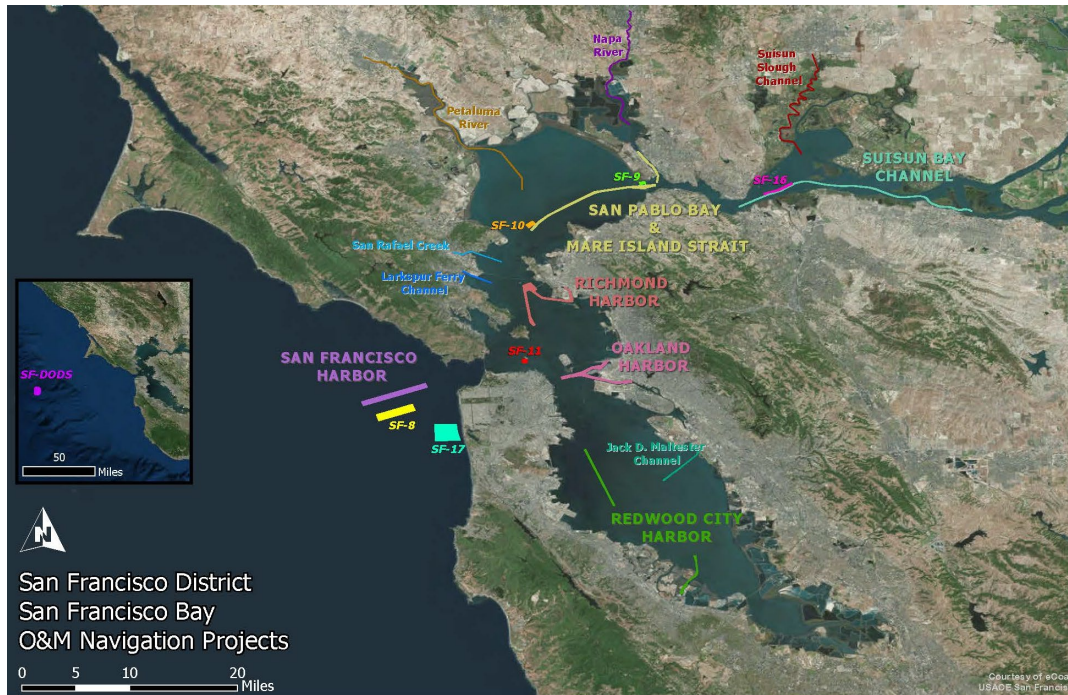 Napa
River
Suisun
Slough
Channel
Petaluma
River
SUISUN BAY
CHANNEL
SF-9
SF-16
SAN PABLO BAY
&
MARE ISLAND STRAIT
SF-10
San Rafael Creek
Larkspur Ferry
Channel
RICHMOND
HARBOR
SF-11
OAKLAND
HARBOR
SAN FRANCISCO
HARBOR
SF-8
SF-17
SF-DODS
50
Miles
Jack D. Maltester
Channel
REDWOOD CITY
HARBOR
N
San Francisco District
San Francisco Bay
O&M Navigation Projects
0 5 10 20
Miles
Courtesy of eCoa
USACE San Francis